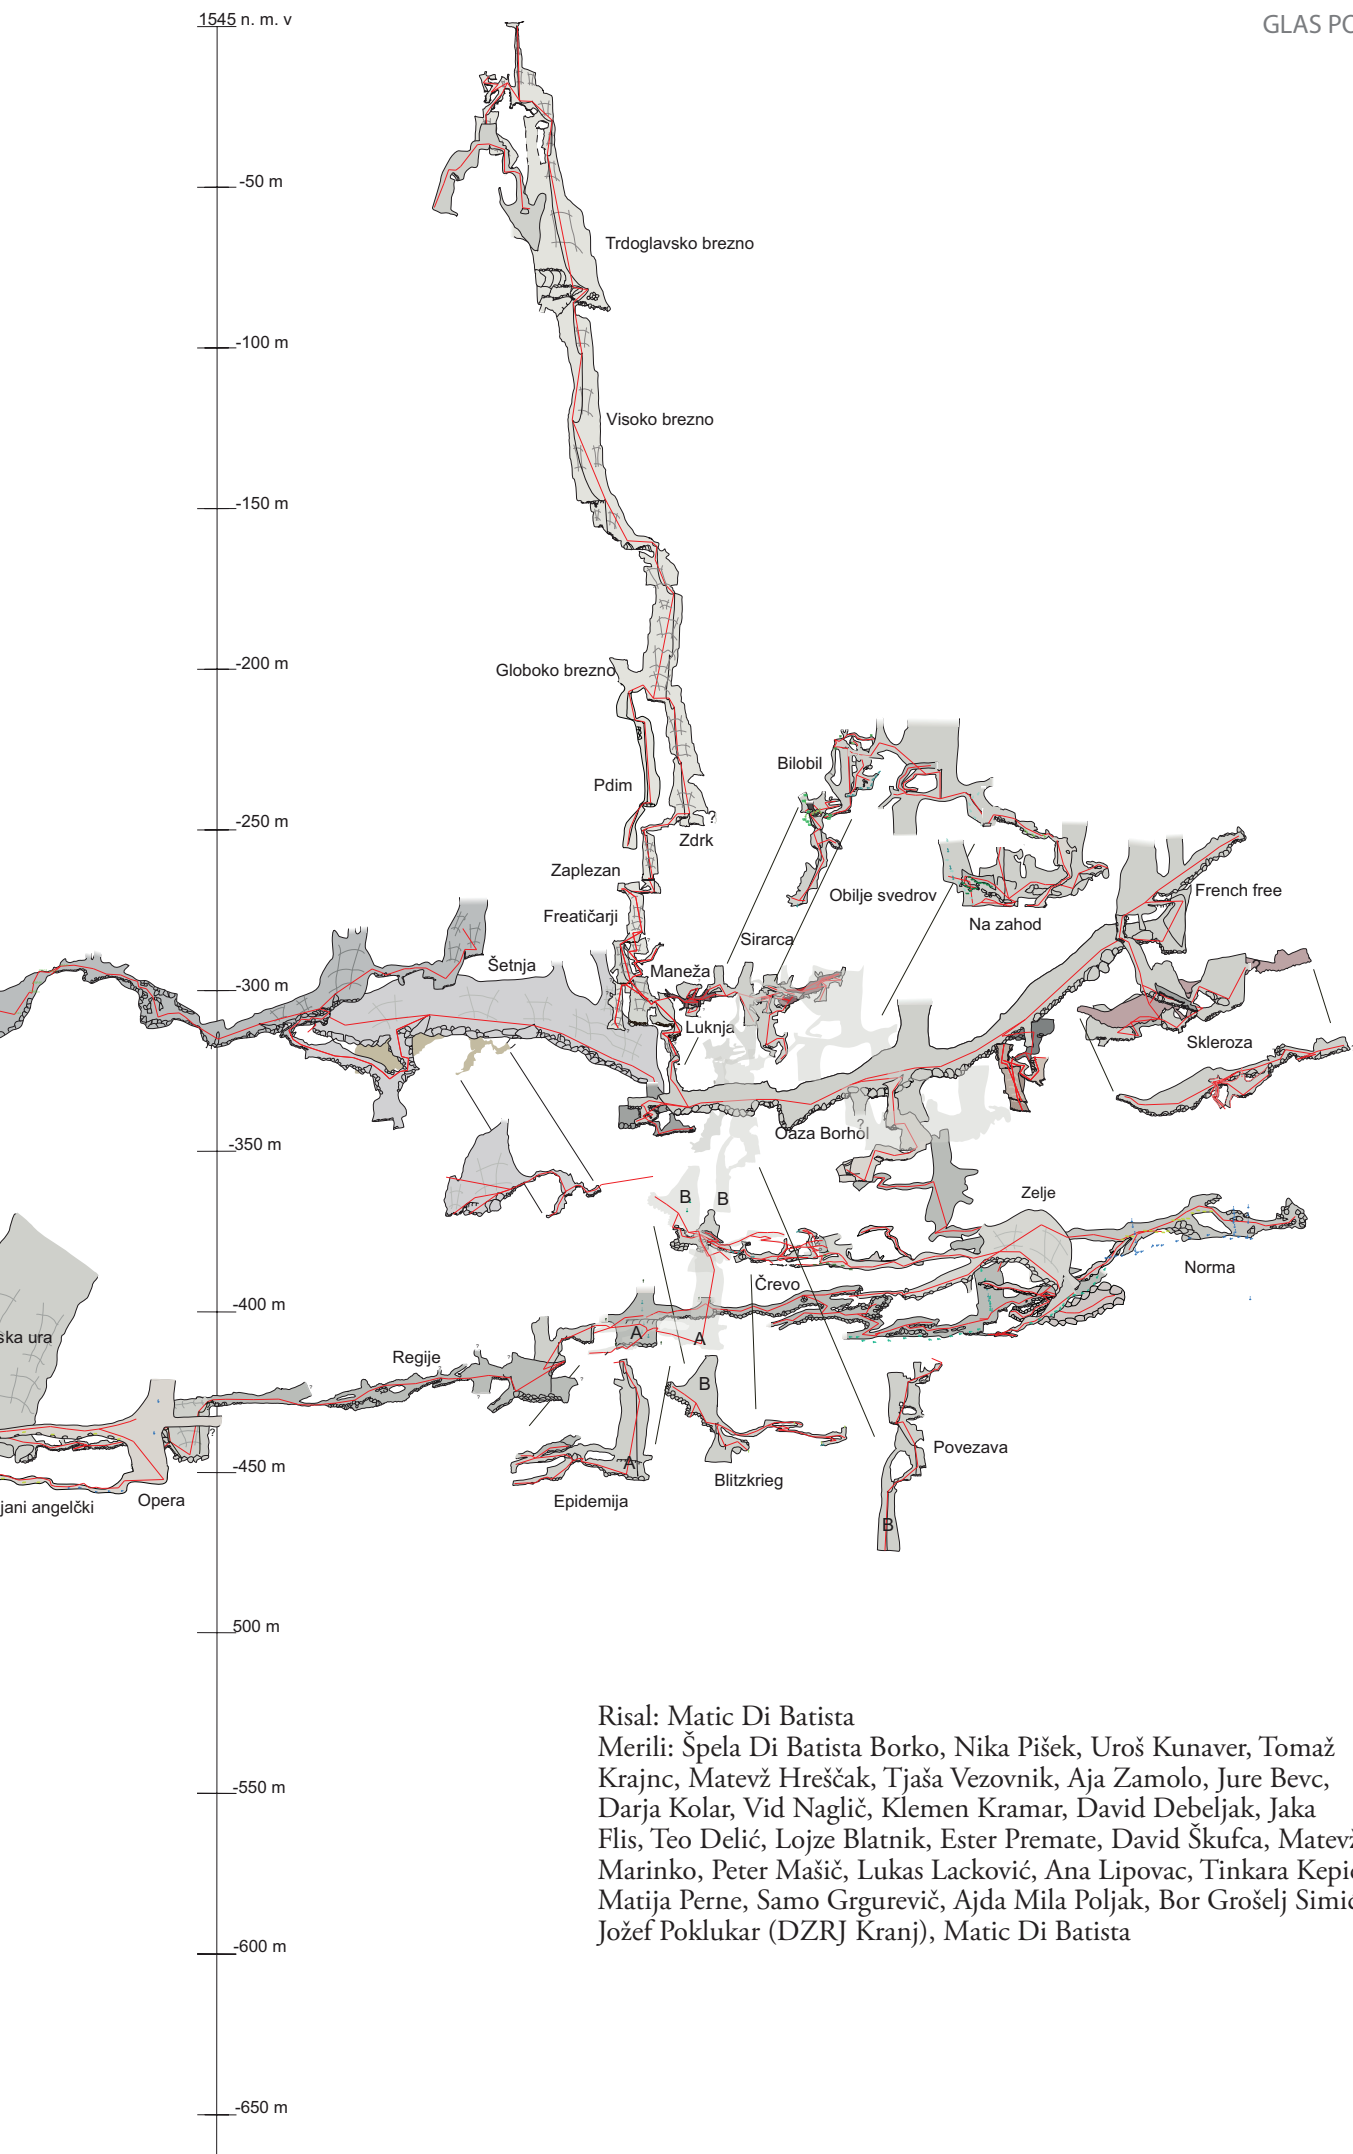 1545 n. m. v
GLAS PO
-50 m
Trdoglavsko brezno
-100 m
Visoko brezno
-150 m
-200 m
Globoko brezno
Bilobil
Pdim
-250 m
?
Zdrk
Zaplezan
Obilje svedrov
French free
Freatičarji
Na zahod
Sirarca
Šetnja
Maneža
-300 m
Luknja
Skleroza
Oaza Borhol
?
-350 m
B
B
Zelje
Norma
Črevo
-400 m
A
A
ska ura
Regije
B
?
Povezava
-450 m
A
Blitzkrieg
jani angelčki
Opera
Epidemija
B
500 m
Risal: Matic Di Batista
Merili: Špela Di Batista Borko, Nika Pišek, Uroš Kunaver, Tomaž
Krajnc, Matevž Hreščak, Tjaša Vezovnik, Aja Zamolo, Jure Bevc,
-550 m
Darja Kolar, Vid Naglič, Klemen Kramar, David Debeljak, Jaka
Flis, Teo Delić, Lojze Blatnik, Ester Premate, David Škufca, Matevž
Marinko, Peter Mašič, Lukas Lacković, Ana Lipovac, Tinkara Kepic
Matija Perne, Samo Grgurevič, Ajda Mila Poljak, Bor Grošelj Simić
Jožef Poklukar (DZRJ Kranj), Matic Di Batista
-600 m
-650 m